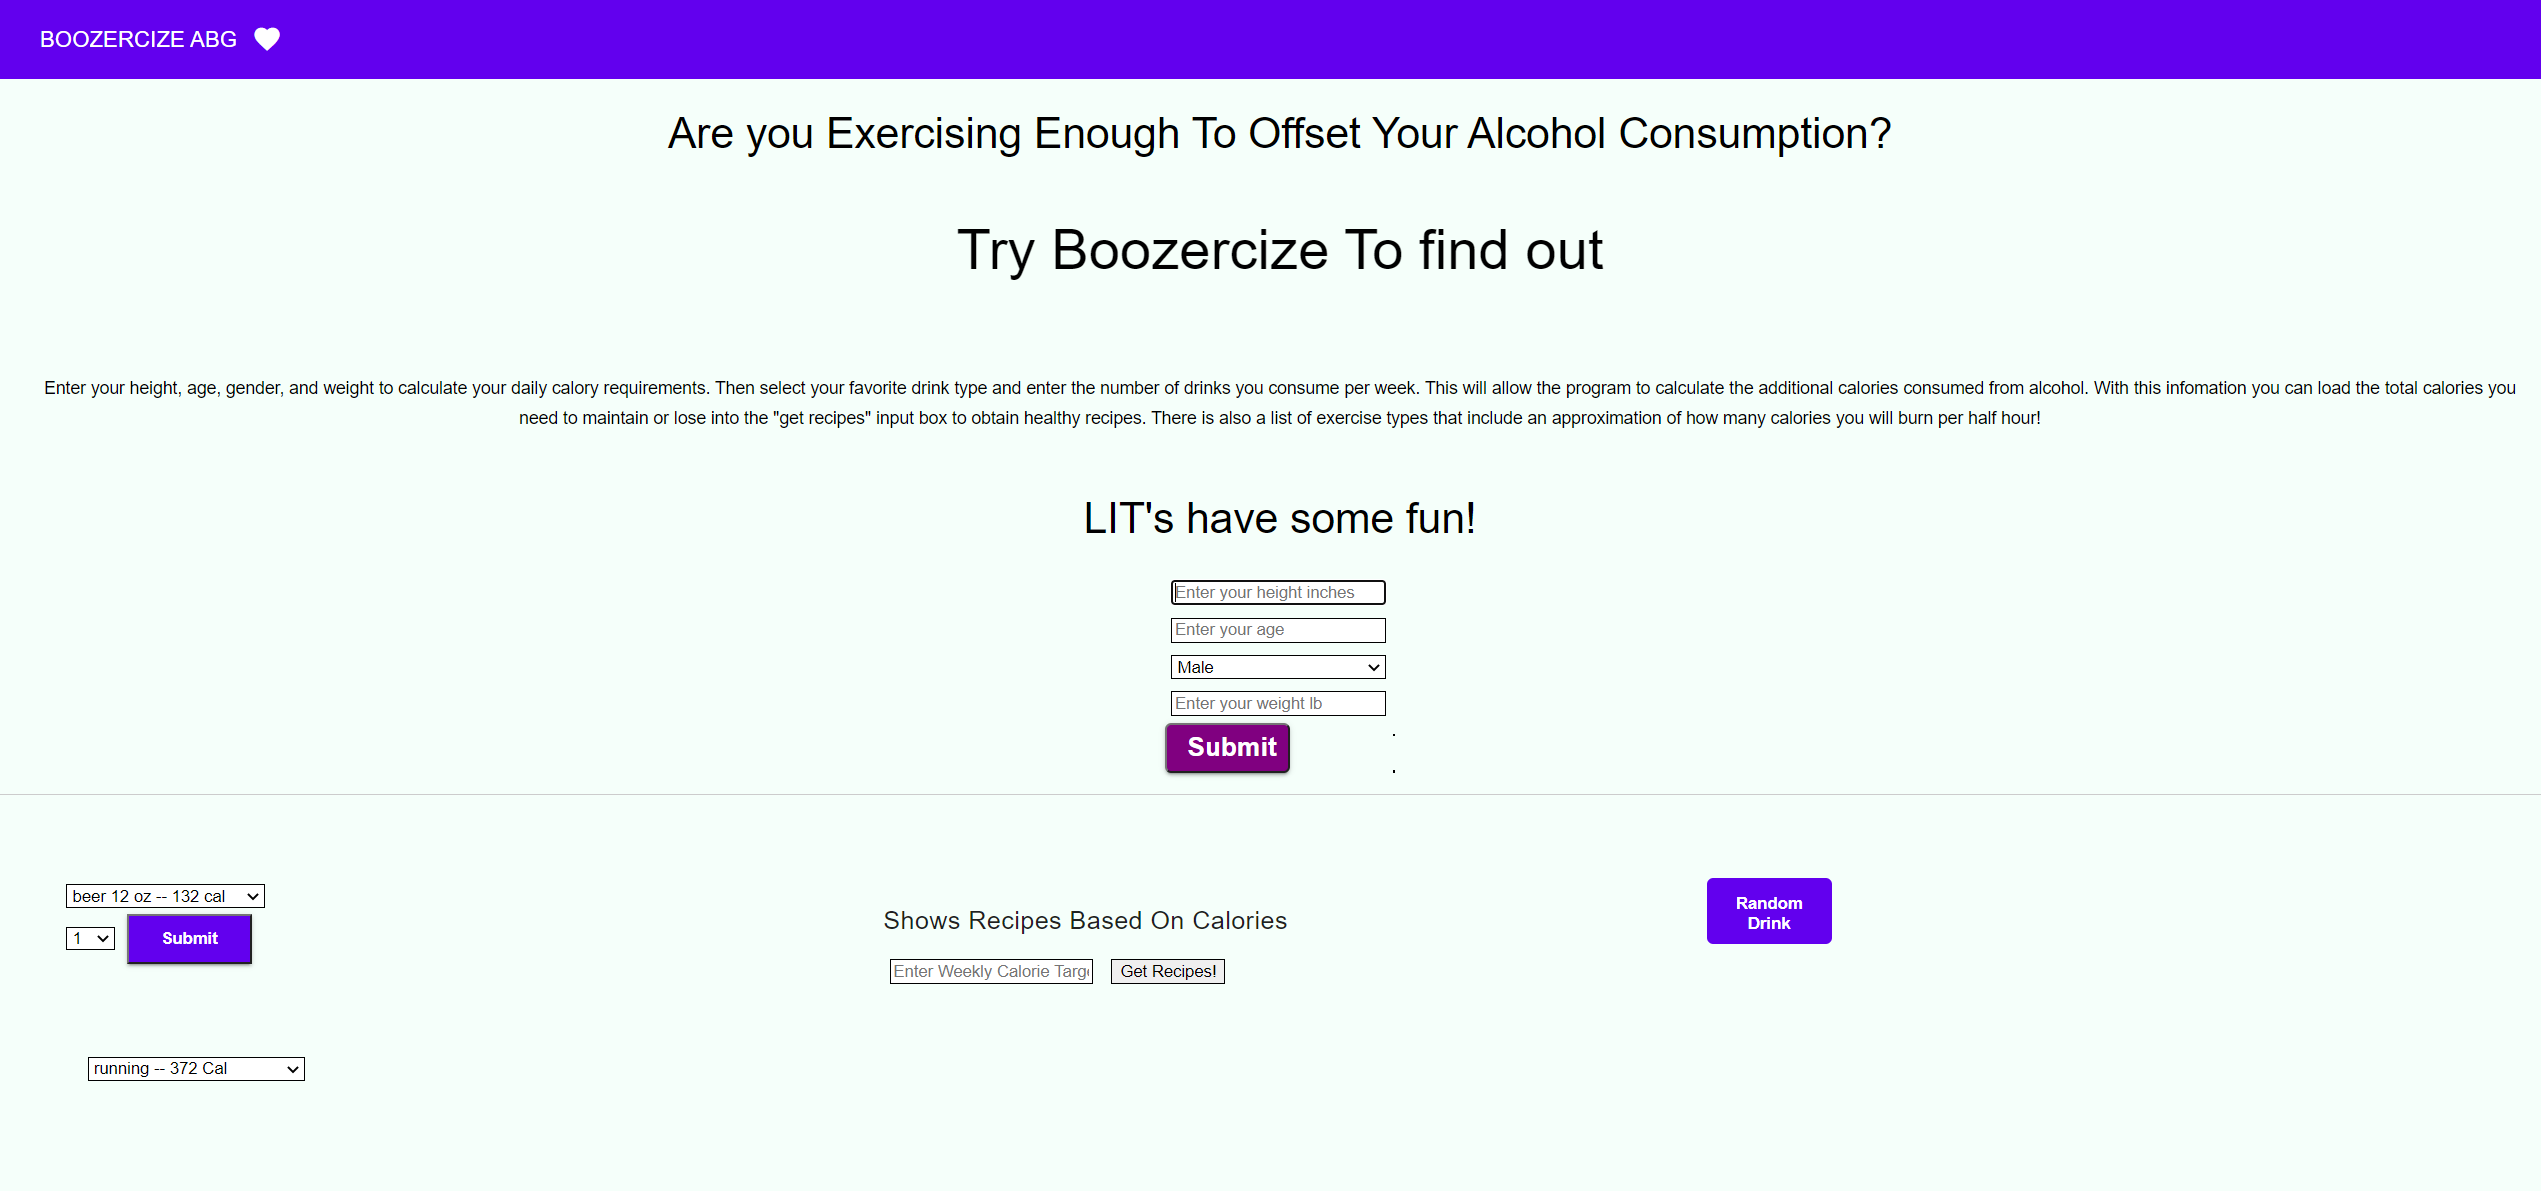 BOOZERCIZE ABG
Are you Exercising Enough To Offset Your Alcohol Consumption?
Try Boozercize To find out
Enter your height, age, gender, and weight to calculate your daily calory requirements. Then select your favorite drink type and enter the number of drinks you consume per week. This will allow the program to calculate the additional calories consumed from alcohol. With this infomation you can load the total calories you
need to maintain or lose into the "get recipes" input box to obtain healthy recipes. There is also a list of exercise types that include an approximation of how many calories you will burn per half hour!
LIT's have some fun!
Enter your height inches
Enter your age
Male
Enter your weight lb
Submit
beer 12 oz -- 132 cal
1
Submit
running -- 372 Cal
Shows Recipes Based On Calories
Enter Weekly Calorie Targ
Get Recipes!
Random
Drink